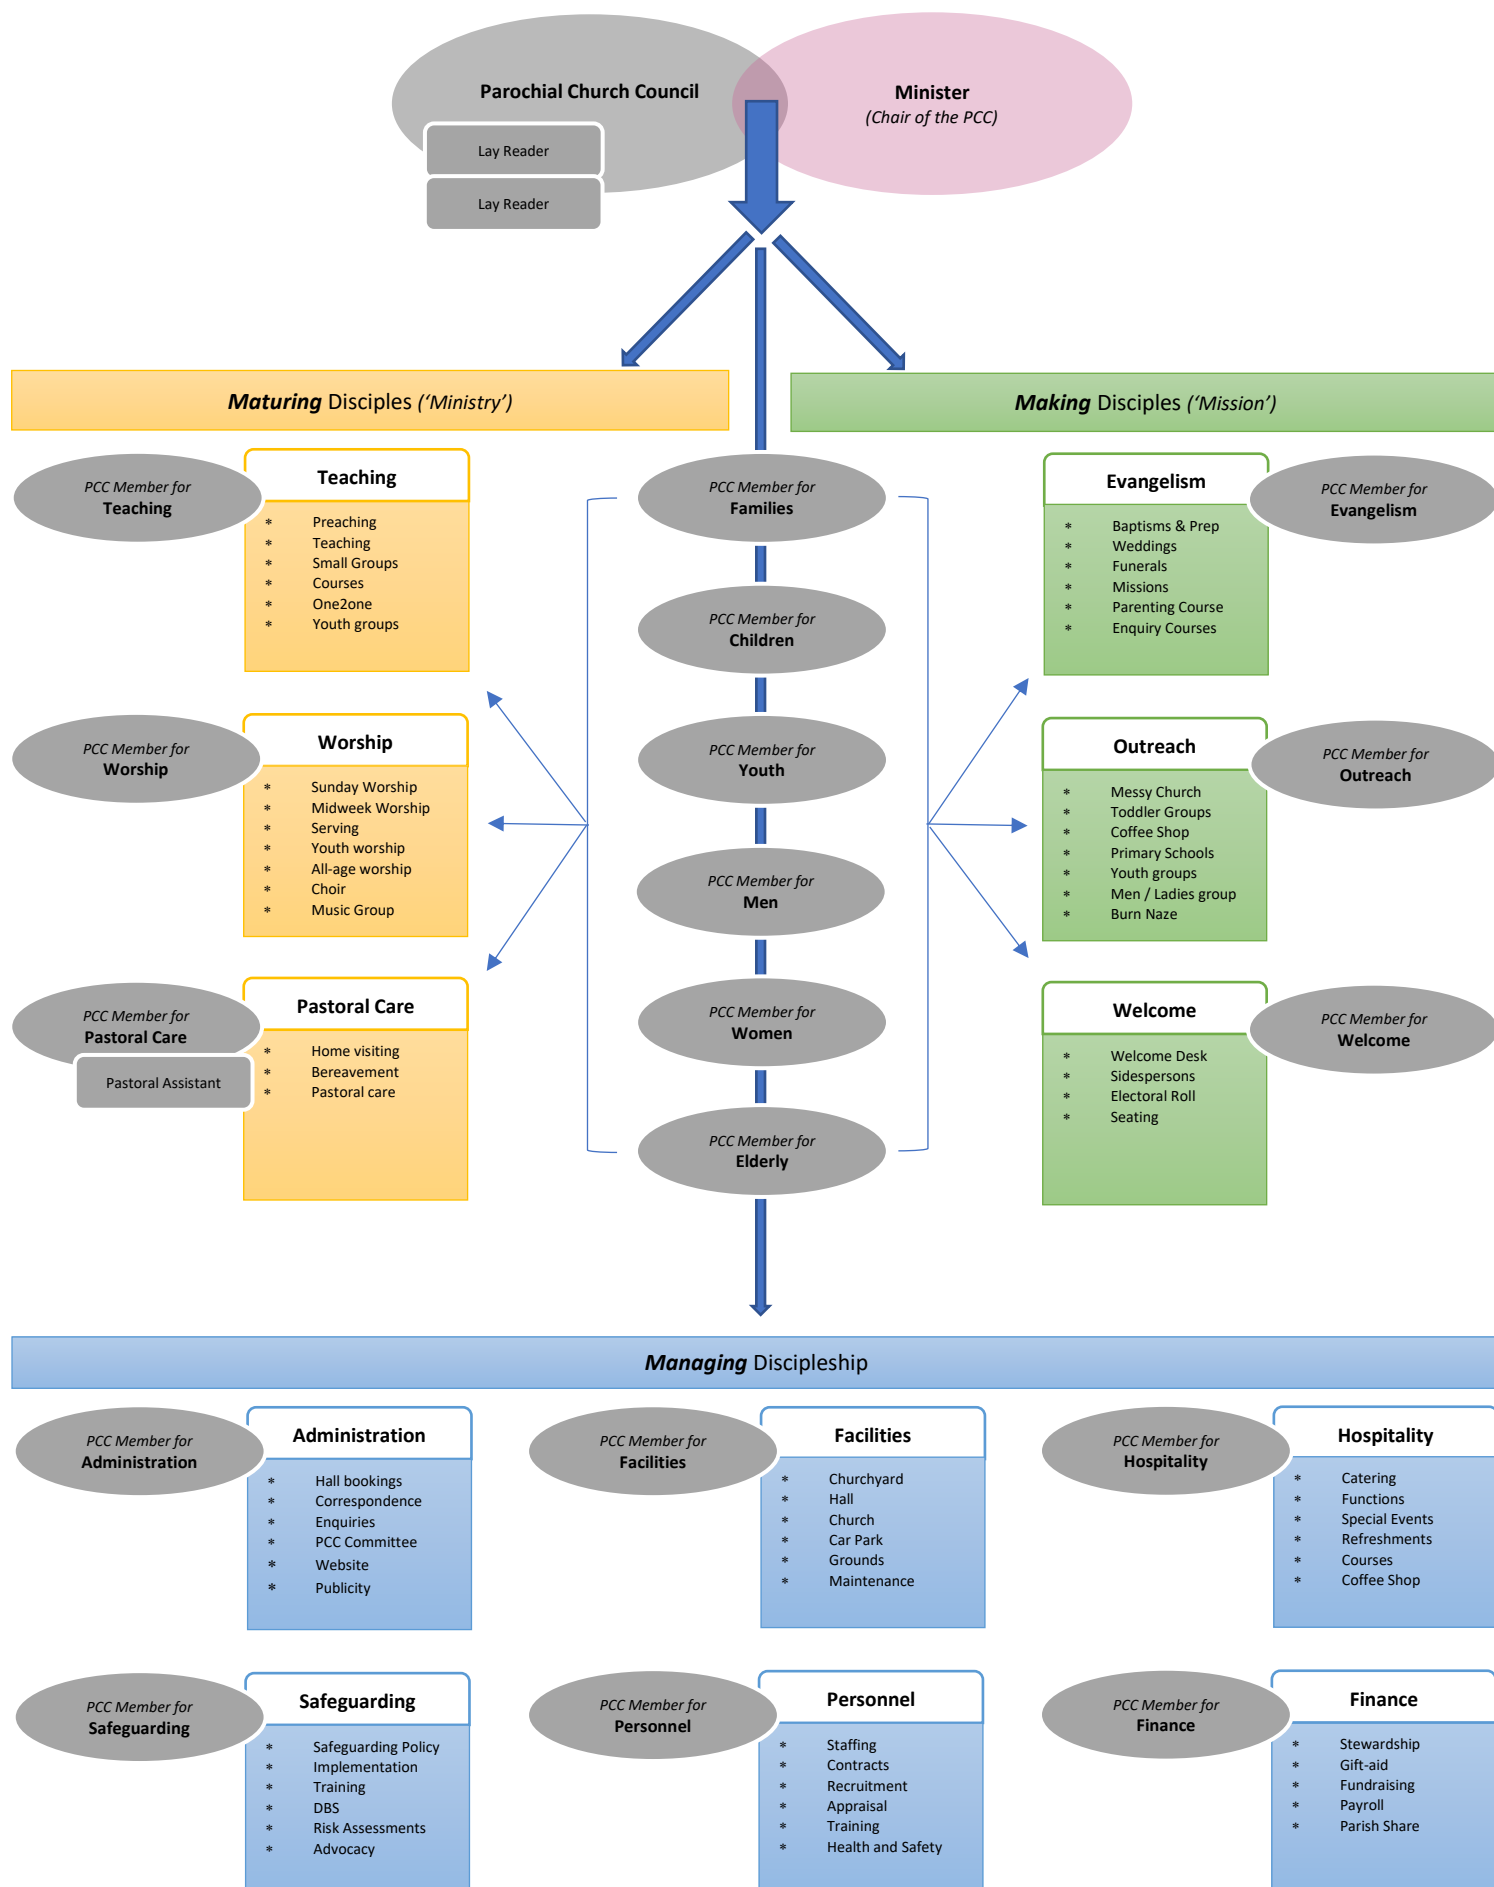 Parochial Church Council
Minister
(Chair of the PCC)
Lay Reader
Lay Reader
Maturing Disciples (‘Ministry’)
Making Disciples (‘Mission’)
PCC Member for
Teaching
Teaching
* Preaching
* Teaching
* Small Groups
* Courses
* One2one
* Youth groups
PCC Member for
Worship
Worship
* Sunday Worship
* Midweek Worship
* Serving
* Youth worship
* All-age worship
* Choir
* Music Group
PCC Member for
Pastoral Care
Pastoral Assistant
Pastoral Care
* Home visiting
* Bereavement
* Pastoral care
PCC Member for
Families
PCC Member for
Children
PCC Member for
Youth
PCC Member for
Men
PCC Member for
Women
PCC Member for
Elderly
Evangelism
* Baptisms & Prep
* Weddings
* Funerals
* Missions
* Parenting Course
* Enquiry Courses
PCC Member for
Evangelism
Outreach
* Messy Church
* Toddler Groups
* Coffee Shop
* Primary Schools
* Youth groups
* Men / Ladies group
* Burn Naze
PCC Member for
Outreach
Welcome
* Welcome Desk
* Sidespersons
* Electoral Roll
* Seating
PCC Member for
Welcome
Managing Discipleship
PCC Member for
Administration
Administration
* Hall bookings
* Correspondence
* Enquiries
* PCC Committee
* Website
* Publicity
PCC Member for
Facilities
Facilities
* Churchyard
* Hall
* Church
* Car Park
* Grounds
* Maintenance
PCC Member for
Hospitality
Hospitality
* Catering
* Functions
* Special Events
* Refreshments
* Courses
* Coffee Shop
PCC Member for
Safeguarding
Safeguarding
* Safeguarding Policy
* Implementation
* Training
* DBS
* Risk Assessments
* Advocacy
PCC Member for
Personnel
Personnel
* Staffing
* Contracts
* Recruitment
* Appraisal
* Training
* Health and Safety
PCC Member for
Finance
Finance
* Stewardship
* Gift-aid
* Fundraising
* Payroll
* Parish Share